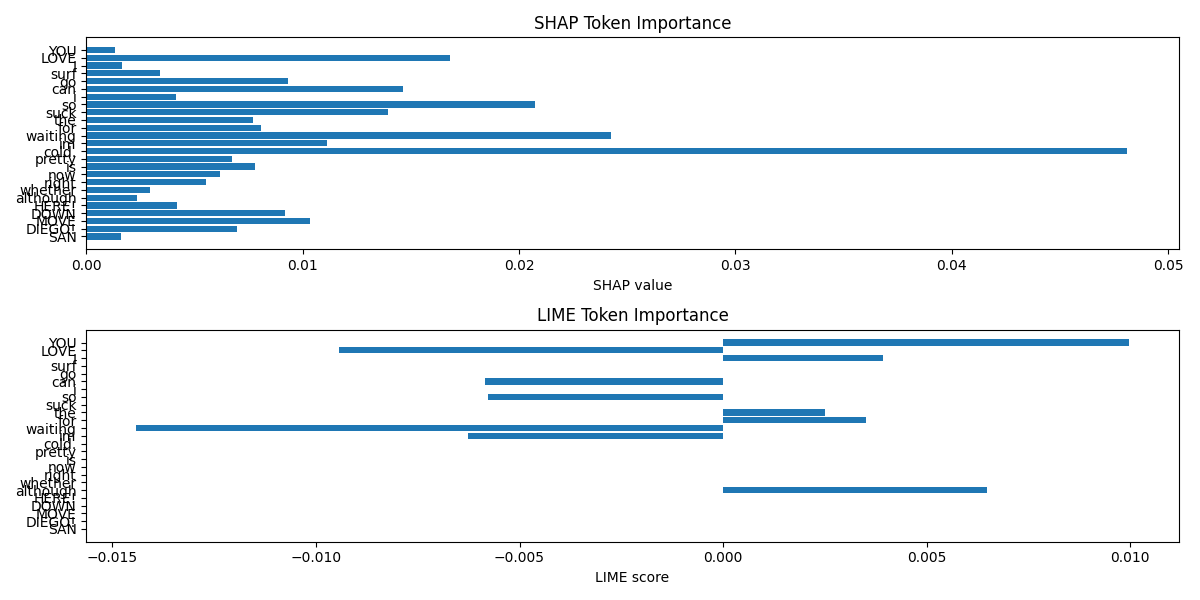 SHAP Token Importance
YOU
LOVE
I
surf
go
can
i
so
suck
the
for
waiting
im
cold,
pretty
is
now
right
whether
although
HERE!
DOWN
MOVE
DIEGO!
SAN
0.00 0.01 0.02 0.03 0.04 0.05
SHAP value
LIME Token Importance
YOU
LOVE
I
surf
go
can
i
so
suck
the
for
waiting
im
cold,
pretty
is
now
right
whether
although
HERE!
DOWN
MOVE
DIEGO!
SAN
−0.015 −0.010 −0.005 0.000 0.005 0.010
LIME score